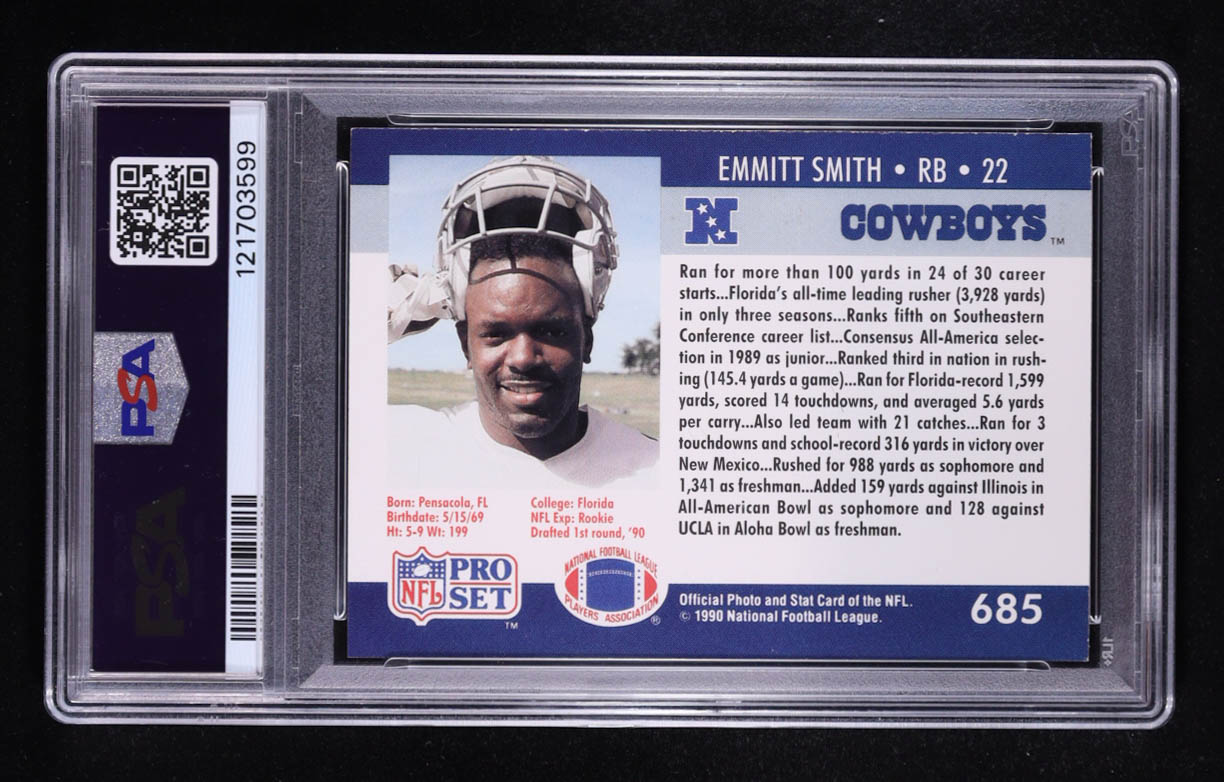 121703599
PSA
PSA
EMMITT SMITH • RB • 22
N
COWBOYS™
Ran for more than 100 yards in 24 of 30 career
starts...Florida's all-time leading rusher (3,928 yards)
in only three seasons...Ranks fifth on Southeastern
Conference career list...Consensus All-America selec-
tion in 1989 as junior...Ranked third in nation in rush-
ing (145.4 yards a game)...Ran for Florida-record 1,599
yards, scored 14 touchdowns, and averaged 5.6 yards
per carry...Also led team with 21 catches...Ran for 3
touchdowns and school-record 316 yards in victory over
New Mexico...Rushed for 988 yards as sophomore and
1,341 as freshman...Added 159 yards against Illinois in
All-American Bowl as sophomore and 128 against
UCLA in Aloha Bowl as freshman.
Born: Pensacola, FL
Birthdate: 5/15/69
Ht: 5-9 Wt: 199
College: Florida
NFL Exp: Rookie
Drafted 1st round, '90
NFL PRO SET™
NATIONAL FOOTBALL LEAGUE
PLAYERS ASSOCIATION®
Official Photo and Stat Card of the NFL.
© 1990 National Football League.
685
PSA